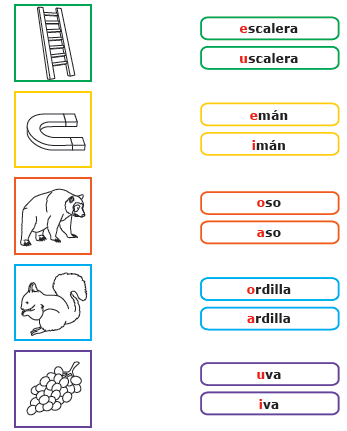 escalera
uscalera
emán
imán
oso
aso
ordilla
ardilla
uva
iva